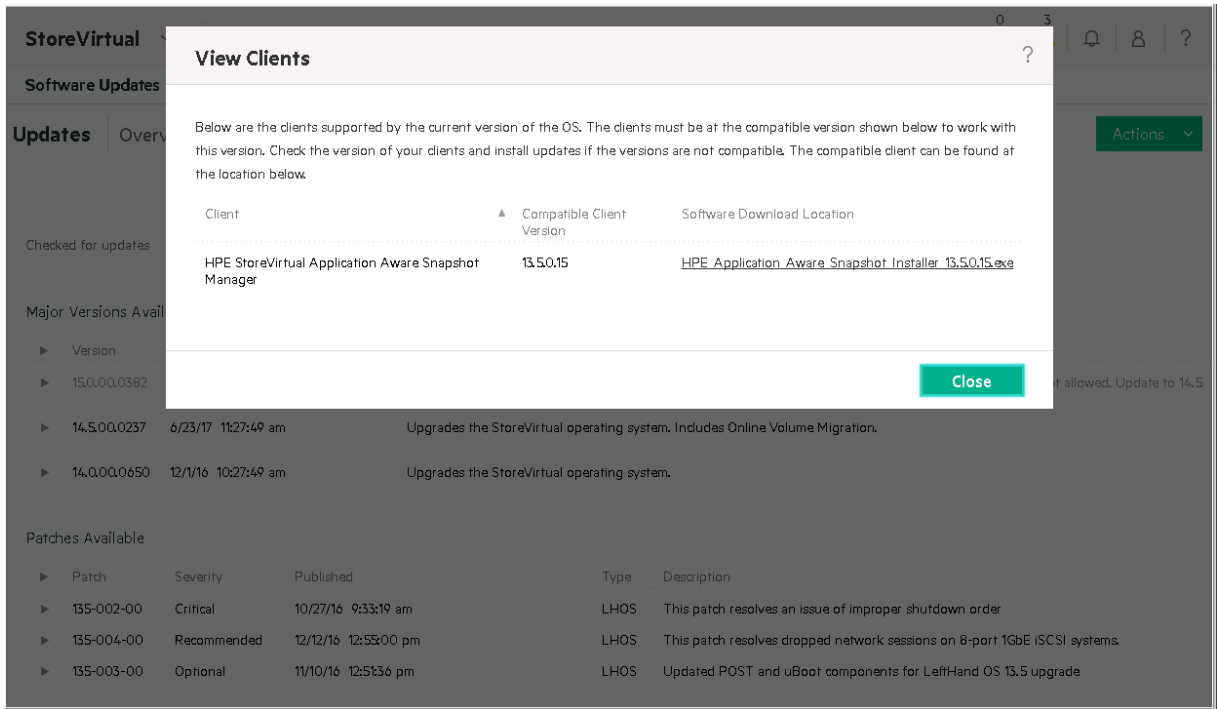 0 3
StoreVirtual
?
View Clients
?
Software Updates
Updates
Overv
Actions
Below are the clients supported by the current version of the OS. The clients must be at the compatible version shown below to work with
this version. Check the version of your clients and install updates if the versions are not compatible. The compatible client can be found at
the location below.
Client
Compatible Client
Version
Software Download Location
Checked for updates
HPE StoreVirtual Application Aware Snapshot
Manager
13.5.0.15
HPE_Application_Aware_Snapshot_Installer_13.5.0.15.exe
Major Versions Avail
Version
15.0.00.0382
t allowed. Update to 14.5
Close
14.5.00.0237 6/23/17 11:27:49 am Upgrades the StoreVirtual operating system. Includes Online Volume Migration.
14.0.00.0650 12/1/16 10:27:49 am Upgrades the StoreVirtual operating system.
Patches Available
Patch Severity Published Type Description
135-002-00 Critical 10/27/16 9:33:19 am LHOS This patch resolves an issue of improper shutdown order
135-004-00 Recommended 12/12/16 12:55:00 pm LHOS This patch resolves dropped network sessions on 8-port 1GbE iSCSI systems.
135-003-00 Optional 11/10/16 12:51:36 pm LHOS Updated POST and uBoot components for LeftHand OS 13.5 upgrade